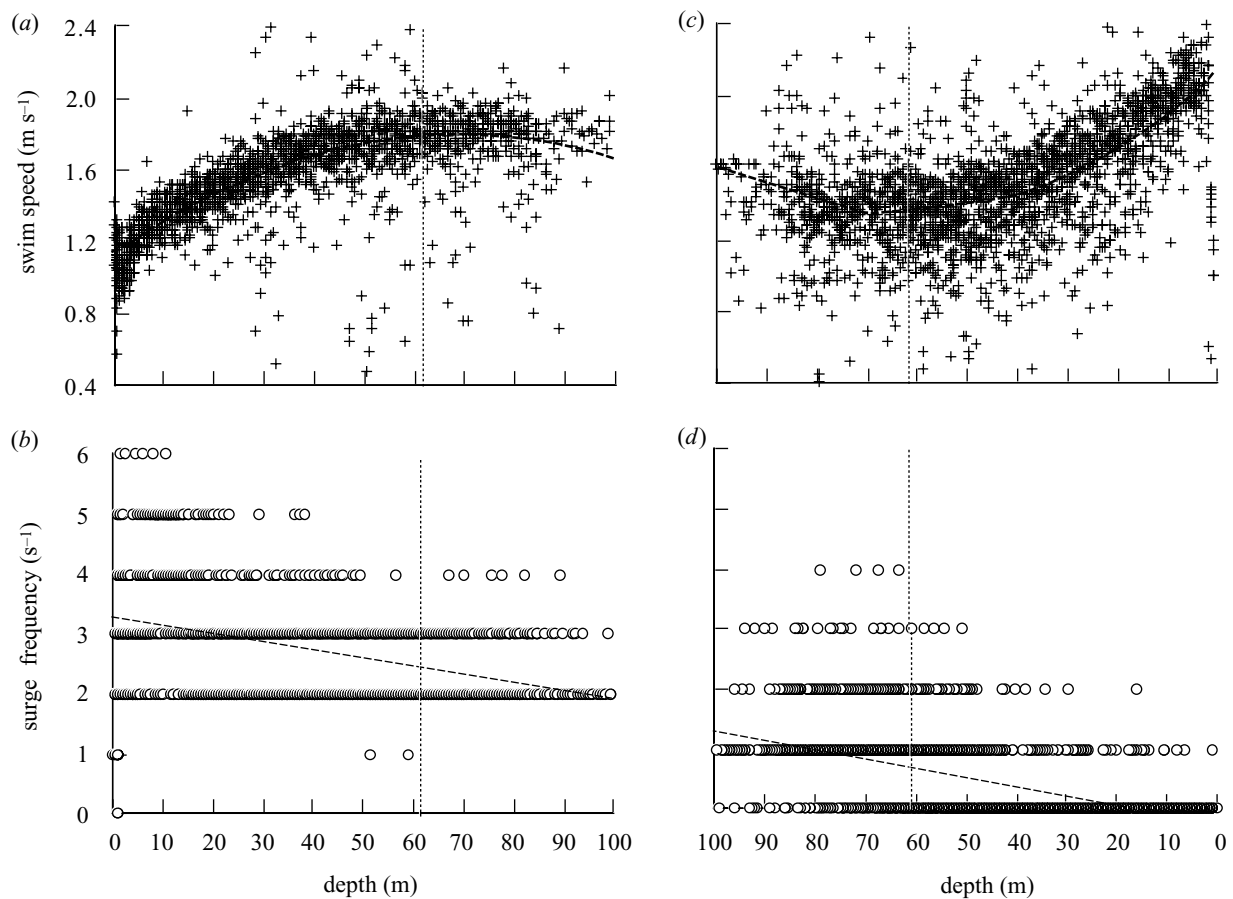 (a)
(c)
2.4
2.0
1.6
1.2
0.8
0.4
swim speed (m s⁻¹)
(b)
(d)
6
5
4
3
2
1
0
surge frequency (s⁻¹)
0 10 20 30 40 50 60 70 80 90 100
100 90 80 70 60 50 40 30 20 10 0
depth (m)
depth (m)